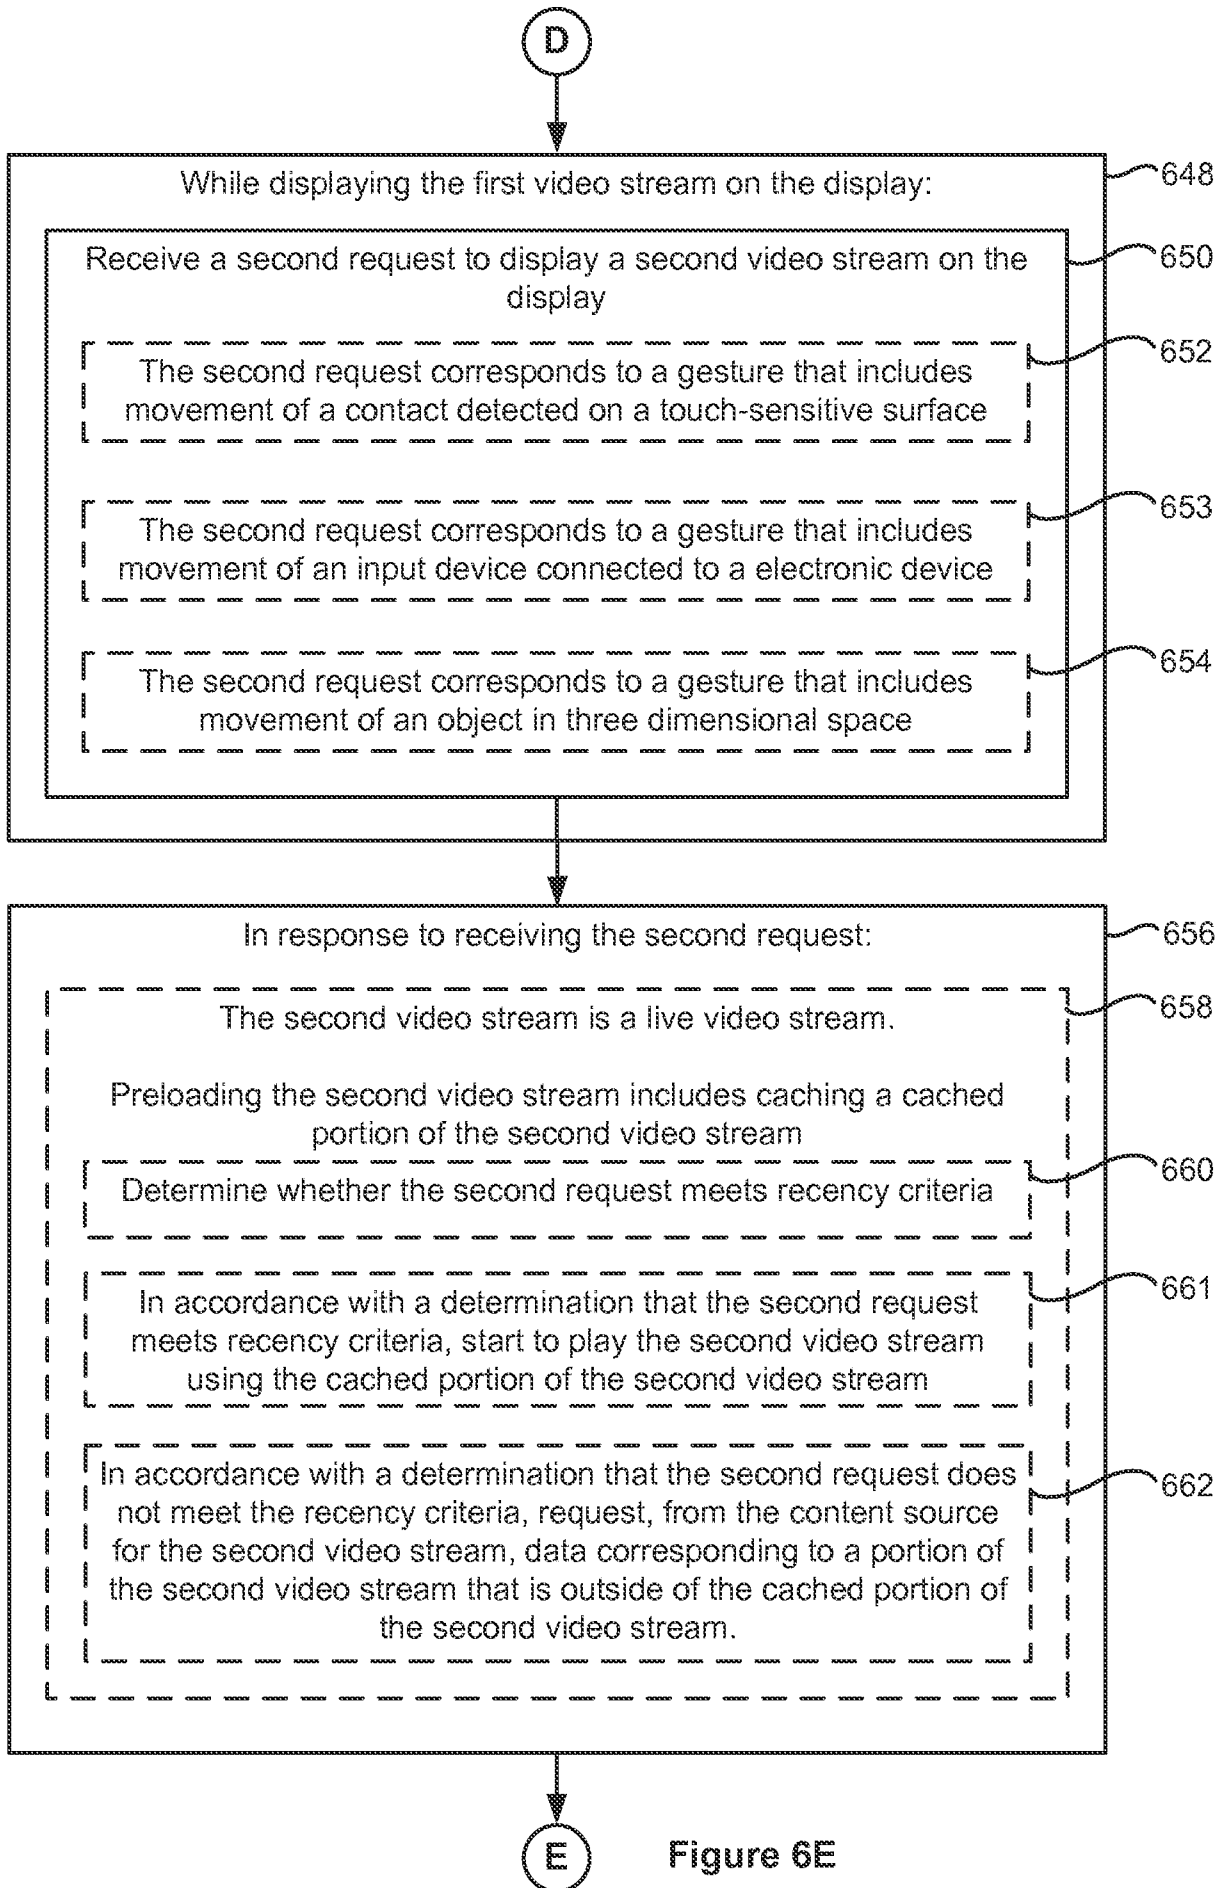 D
While displaying the first video stream on the display:
648
Receive a second request to display a second video stream on the
display
650
The second request corresponds to a gesture that includes
movement of a contact detected on a touch-sensitive surface
652
The second request corresponds to a gesture that includes
movement of an input device connected to a electronic device
653
The second request corresponds to a gesture that includes
movement of an object in three dimensional space
654
In response to receiving the second request:
656
The second video stream is a live video stream.
658
Preloading the second video stream includes caching a cached
portion of the second video stream
Determine whether the second request meets recency criteria
660
In accordance with a determination that the second request
meets recency criteria, start to play the second video stream
using the cached portion of the second video stream
661
In accordance with a determination that the second request does
not meet the recency criteria, request, from the content source
for the second video stream, data corresponding to a portion of
the second video stream that is outside of the cached portion of
the second video stream.
662
E
Figure 6E